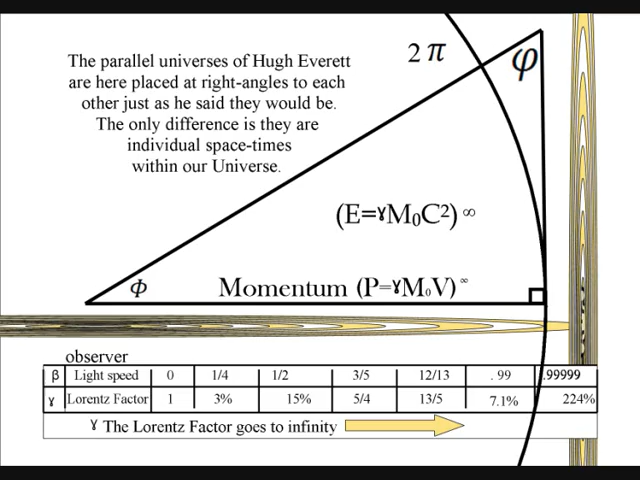 The parallel universes of Hugh Everett
are here placed at right-angles to each
other just as he said they would be.
The only difference is they are
individual space-times
within our Universe.
2 π
φ
(E=ɤM₀C²) ∞
Φ
Momentum (P=ɤM₀V) ∞
observer
β Light speed 0 1/4 1/2 3/5 12/13 . 99 .99999
ɤ Lorentz Factor 1 3% 15% 5/4 13/5 7.1% 224%
ɤ The Lorentz Factor goes to infinity